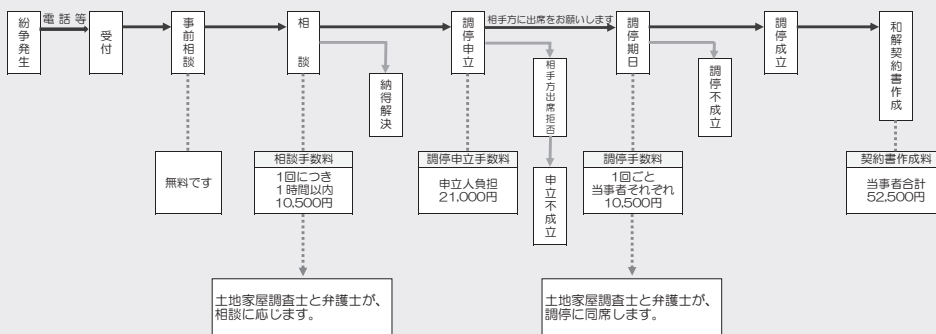 紛争発生
電話等
受付
事前相談
相談
調停申立
相手方に出席をお願いします
調停期日
調停成立
和解契約書作成
納得解決
相手方出席拒否
調停不成立
申立不成立
無料です
相談手数料
1回につき
1時間以内
10,500円
調停申立手数料
申立人負担
21,000円
調停手数料
1回ごと
当事者それぞれ
10,500円
契約書作成料
当事者合計
52,500円
土地家屋調査士と弁護士が、
相談に応じます。
土地家屋調査士と弁護士が、
調停に同席します。